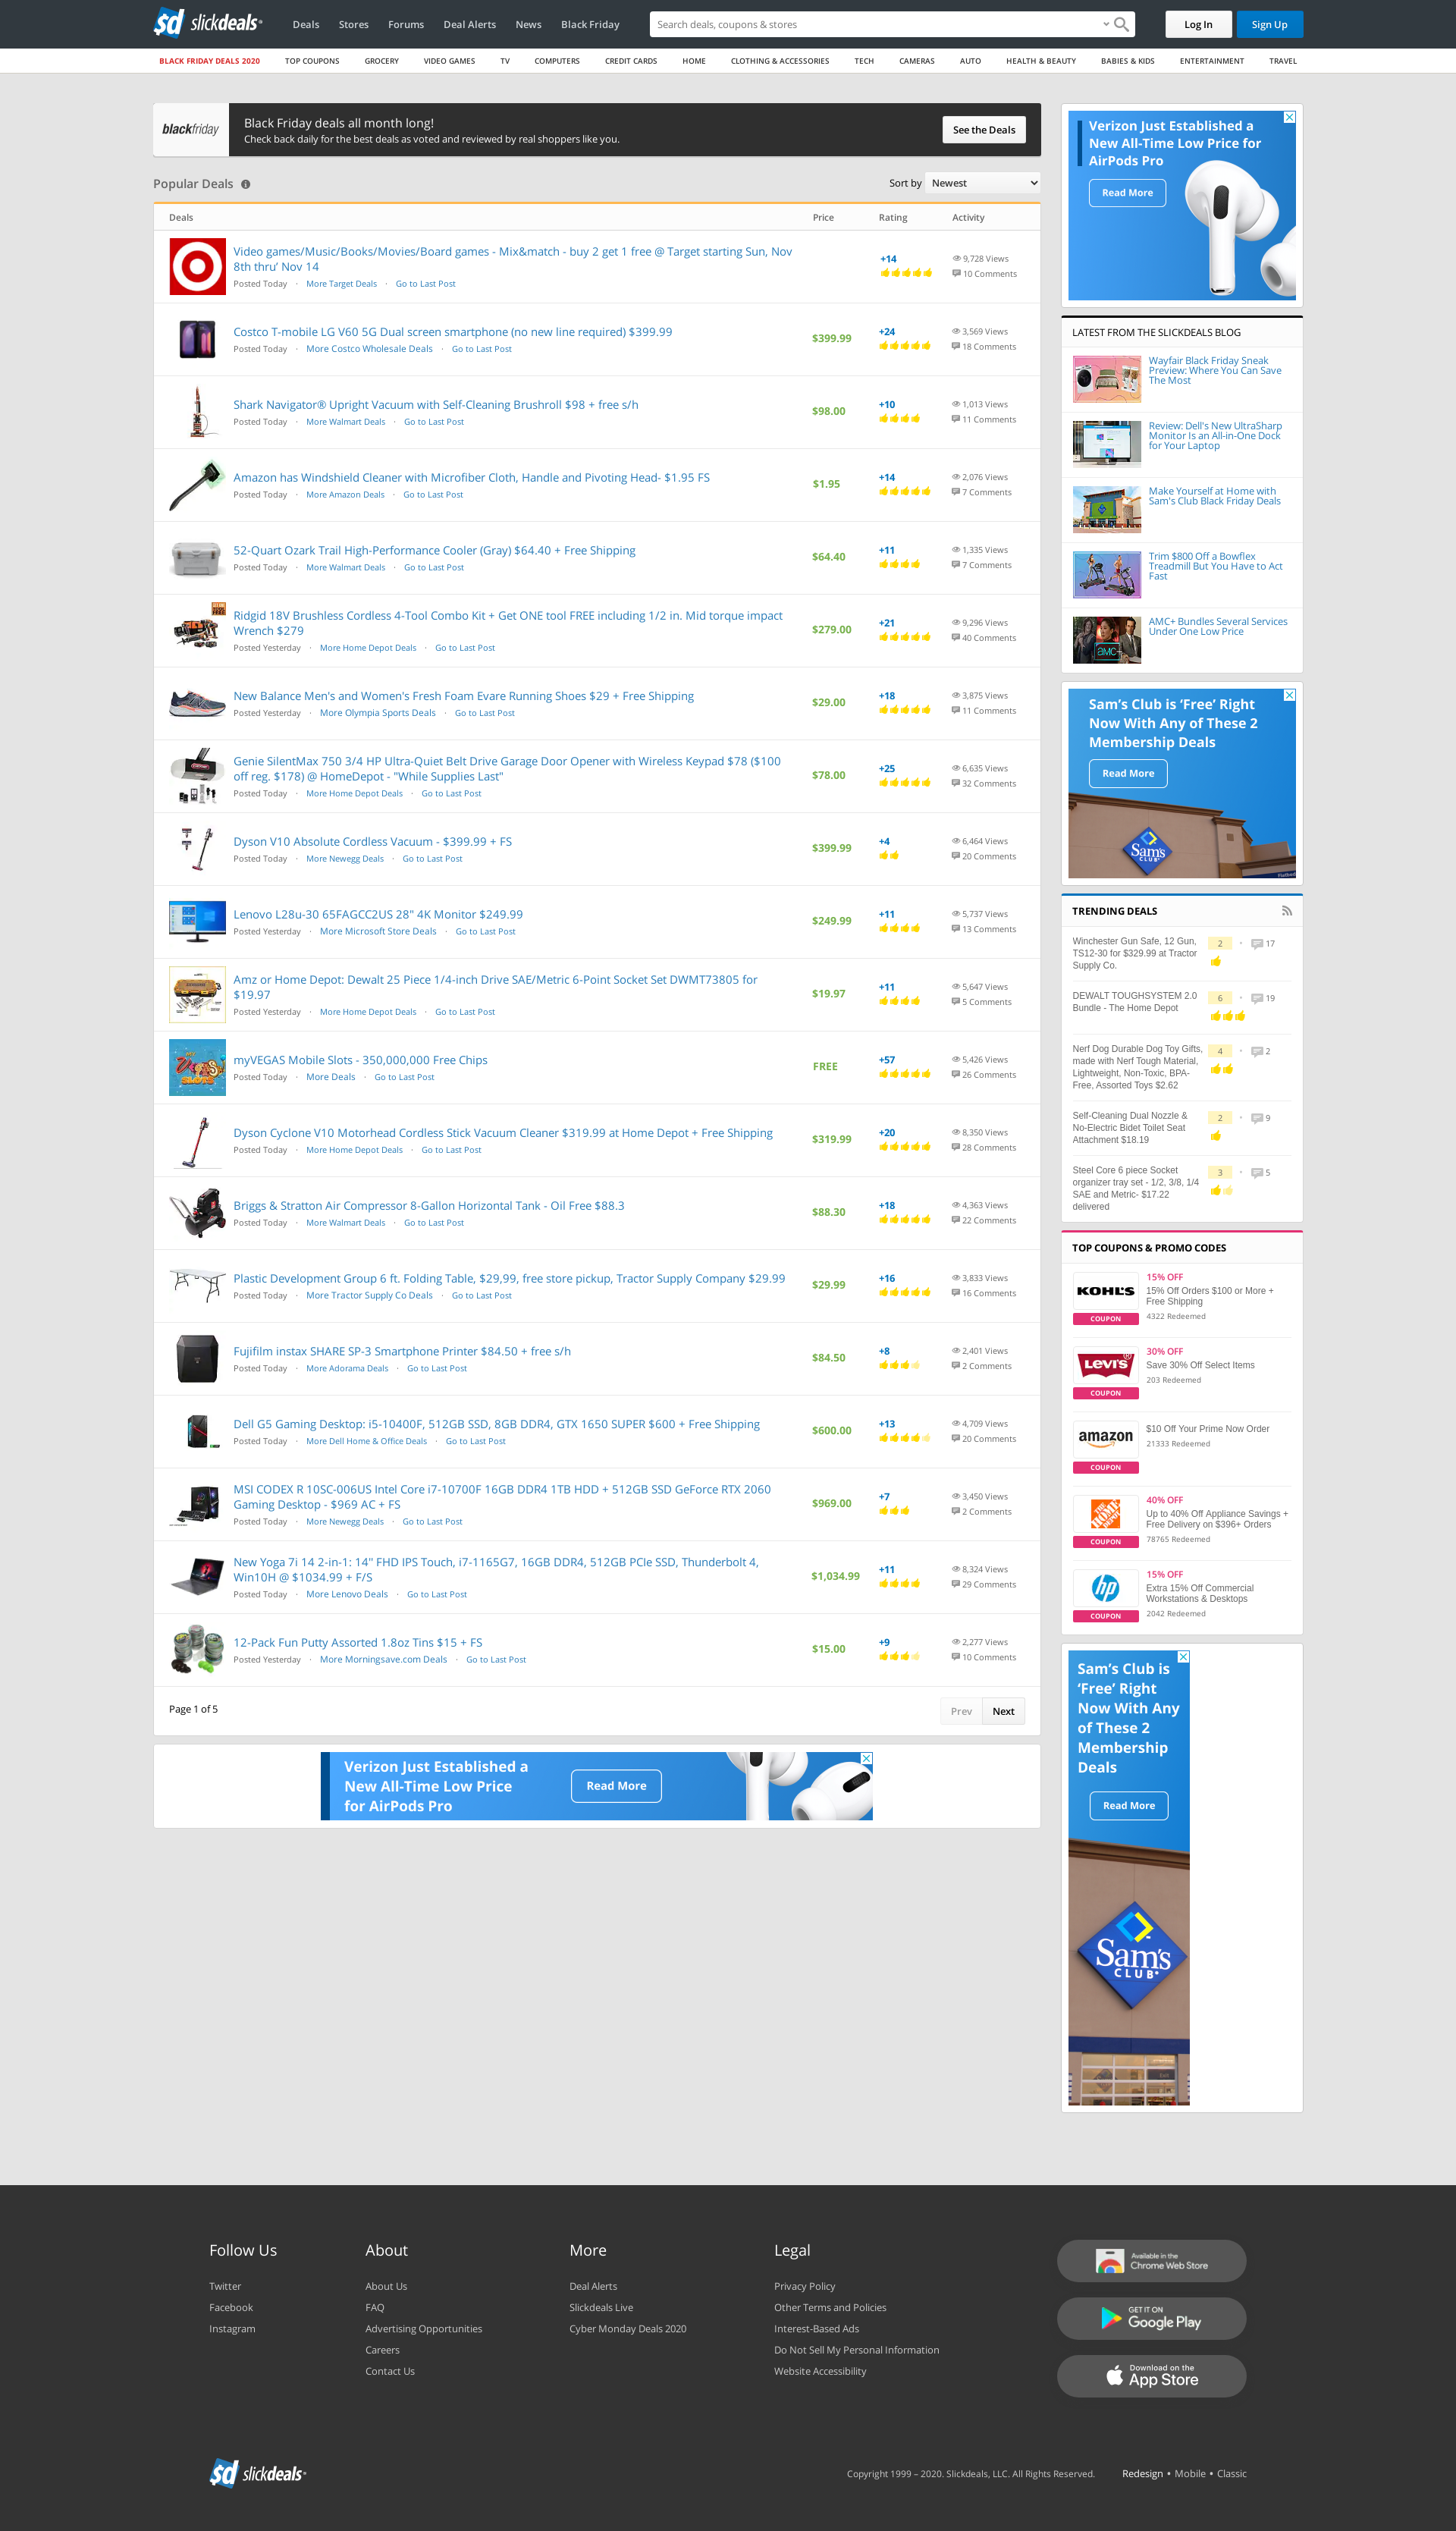 sd slickdeals
Deals Stores Forums Deal Alerts News Black Friday
Search deals, coupons & stores
Log In Sign Up
BLACK FRIDAY DEALS 2020 TOP COUPONS GROCERY VIDEO GAMES TV COMPUTERS CREDIT CARDS HOME CLOTHING & ACCESSORIES TECH CAMERAS AUTO HEALTH & BEAUTY BABIES & KIDS ENTERTAINMENT TRAVEL
blackfriday
Black Friday deals all month long!
Check back daily for the best deals as voted and reviewed by real shoppers like you.
See the Deals
Popular Deals
Sort by Newest
Deals Price Rating Activity
Video games/Music/Books/Movies/Board games - Mix&match - buy 2 get 1 free @ Target starting Sun, Nov
8th thru’ Nov 14
Posted Today · More Target Deals · Go to Last Post
+14
9,728 Views
10 Comments
Costco T-mobile LG V60 5G Dual screen smartphone (no new line required) $399.99
Posted Today · More Costco Wholesale Deals · Go to Last Post
$399.99
+24
3,569 Views
18 Comments
Shark Navigator® Upright Vacuum with Self-Cleaning Brushroll $98 + free s/h
Posted Today · More Walmart Deals · Go to Last Post
$98.00
+10
1,013 Views
11 Comments
Amazon has Windshield Cleaner with Microfiber Cloth, Handle and Pivoting Head- $1.95 FS
Posted Today · More Amazon Deals · Go to Last Post
$1.95
+14
2,076 Views
7 Comments
52-Quart Ozark Trail High-Performance Cooler (Gray) $64.40 + Free Shipping
Posted Today · More Walmart Deals · Go to Last Post
$64.40
+11
1,335 Views
7 Comments
Ridgid 18V Brushless Cordless 4-Tool Combo Kit + Get ONE tool FREE including 1/2 in. Mid torque impact
Wrench $279
Posted Yesterday · More Home Depot Deals · Go to Last Post
$279.00
+21
9,296 Views
40 Comments
New Balance Men's and Women's Fresh Foam Evare Running Shoes $29 + Free Shipping
Posted Yesterday · More Olympia Sports Deals · Go to Last Post
$29.00
+18
3,875 Views
11 Comments
Genie SilentMax 750 3/4 HP Ultra-Quiet Belt Drive Garage Door Opener with Wireless Keypad $78 ($100
off reg. $178) @ HomeDepot - "While Supplies Last"
Posted Today · More Home Depot Deals · Go to Last Post
$78.00
+25
6,635 Views
32 Comments
Dyson V10 Absolute Cordless Vacuum - $399.99 + FS
Posted Today · More Newegg Deals · Go to Last Post
$399.99
+4
6,464 Views
20 Comments
Lenovo L28u-30 65FAGCC2US 28" 4K Monitor $249.99
Posted Yesterday · More Microsoft Store Deals · Go to Last Post
$249.99
+11
5,737 Views
13 Comments
Amz or Home Depot: Dewalt 25 Piece 1/4-inch Drive SAE/Metric 6-Point Socket Set DWMT73805 for
$19.97
Posted Yesterday · More Home Depot Deals · Go to Last Post
$19.97
+11
5,647 Views
5 Comments
myVEGAS Mobile Slots - 350,000,000 Free Chips
Posted Today · More Deals · Go to Last Post
FREE
+57
5,426 Views
26 Comments
Dyson Cyclone V10 Motorhead Cordless Stick Vacuum Cleaner $319.99 at Home Depot + Free Shipping
Posted Today · More Home Depot Deals · Go to Last Post
$319.99
+20
8,350 Views
28 Comments
Briggs & Stratton Air Compressor 8-Gallon Horizontal Tank - Oil Free $88.3
Posted Today · More Walmart Deals · Go to Last Post
$88.30
+18
4,363 Views
22 Comments
Plastic Development Group 6 ft. Folding Table, $29,99, free store pickup, Tractor Supply Company $29.99
Posted Today · More Tractor Supply Co Deals · Go to Last Post
$29.99
+16
3,833 Views
16 Comments
Fujifilm instax SHARE SP-3 Smartphone Printer $84.50 + free s/h
Posted Today · More Adorama Deals · Go to Last Post
$84.50
+8
2,401 Views
2 Comments
Dell G5 Gaming Desktop: i5-10400F, 512GB SSD, 8GB DDR4, GTX 1650 SUPER $600 + Free Shipping
Posted Today · More Dell Home & Office Deals · Go to Last Post
$600.00
+13
4,709 Views
20 Comments
MSI CODEX R 10SC-006US Intel Core i7-10700F 16GB DDR4 1TB HDD + 512GB SSD GeForce RTX 2060
Gaming Desktop - $969 AC + FS
Posted Today · More Newegg Deals · Go to Last Post
$969.00
+7
3,450 Views
2 Comments
New Yoga 7i 14 2-in-1: 14'' FHD IPS Touch, i7-1165G7, 16GB DDR4, 512GB PCIe SSD, Thunderbolt 4,
Win10H @ $1034.99 + F/S
Posted Today · More Lenovo Deals · Go to Last Post
$1,034.99
+11
8,324 Views
29 Comments
12-Pack Fun Putty Assorted 1.8oz Tins $15 + FS
Posted Yesterday · More Morningsave.com Deals · Go to Last Post
$15.00
+9
2,277 Views
10 Comments
Page 1 of 5
Prev Next
Verizon Just Established a
New All-Time Low Price
for AirPods Pro
Read More
Verizon Just Established a
New All-Time Low Price for
AirPods Pro
Read More
LATEST FROM THE SLICKDEALS BLOG
Wayfair Black Friday Sneak
Preview: Where You Can Save
The Most
Review: Dell's New UltraSharp
Monitor Is an All-in-One Dock
for Your Laptop
Make Yourself at Home with
Sam's Club Black Friday Deals
Trim $800 Off a Bowflex
Treadmill But You Have to Act
Fast
amc+
AMC+ Bundles Several Services
Under One Low Price
Sam’s Club is ‘Free’ Right
Now With Any of These 2
Membership Deals
Read More
Sam's
CLUB
TRENDING DEALS
Winchester Gun Safe, 12 Gun,
TS12-30 for $329.99 at Tractor
Supply Co.
2 • 17
DEWALT TOUGHSYSTEM 2.0
Bundle - The Home Depot
6 • 19
Nerf Dog Durable Dog Toy Gifts,
made with Nerf Tough Material,
Lightweight, Non-Toxic, BPA-
Free, Assorted Toys $2.62
4 • 2
Self-Cleaning Dual Nozzle &
No-Electric Bidet Toilet Seat
Attachment $18.19
2 • 9
Steel Core 6 piece Socket
organizer tray set - 1/2, 3/8, 1/4
SAE and Metric- $17.22
delivered
3 • 5
TOP COUPONS & PROMO CODES
KOHL'S
COUPON
15% OFF
15% Off Orders $100 or More +
Free Shipping
4322 Redeemed
LEVI'S
COUPON
30% OFF
Save 30% Off Select Items
203 Redeemed
amazon
COUPON
$10 Off Your Prime Now Order
21333 Redeemed
THE HOME DEPOT
COUPON
40% OFF
Up to 40% Off Appliance Savings +
Free Delivery on $396+ Orders
78765 Redeemed
hp
COUPON
15% OFF
Extra 15% Off Commercial
Workstations & Desktops
2042 Redeemed
Sam’s Club is
‘Free’ Right
Now With Any
of These 2
Membership
Deals
Read More
Sam's
CLUB
Follow Us
Twitter
Facebook
Instagram
About
About Us
FAQ
Advertising Opportunities
Careers
Contact Us
More
Deal Alerts
Slickdeals Live
Cyber Monday Deals 2020
Legal
Privacy Policy
Other Terms and Policies
Interest-Based Ads
Do Not Sell My Personal Information
Website Accessibility
Available in the
Chrome Web Store
GET IT ON
Google Play
Download on the
App Store
sd slickdeals
Copyright 1999 – 2020. Slickdeals, LLC. All Rights Reserved.
Redesign • Mobile • Classic